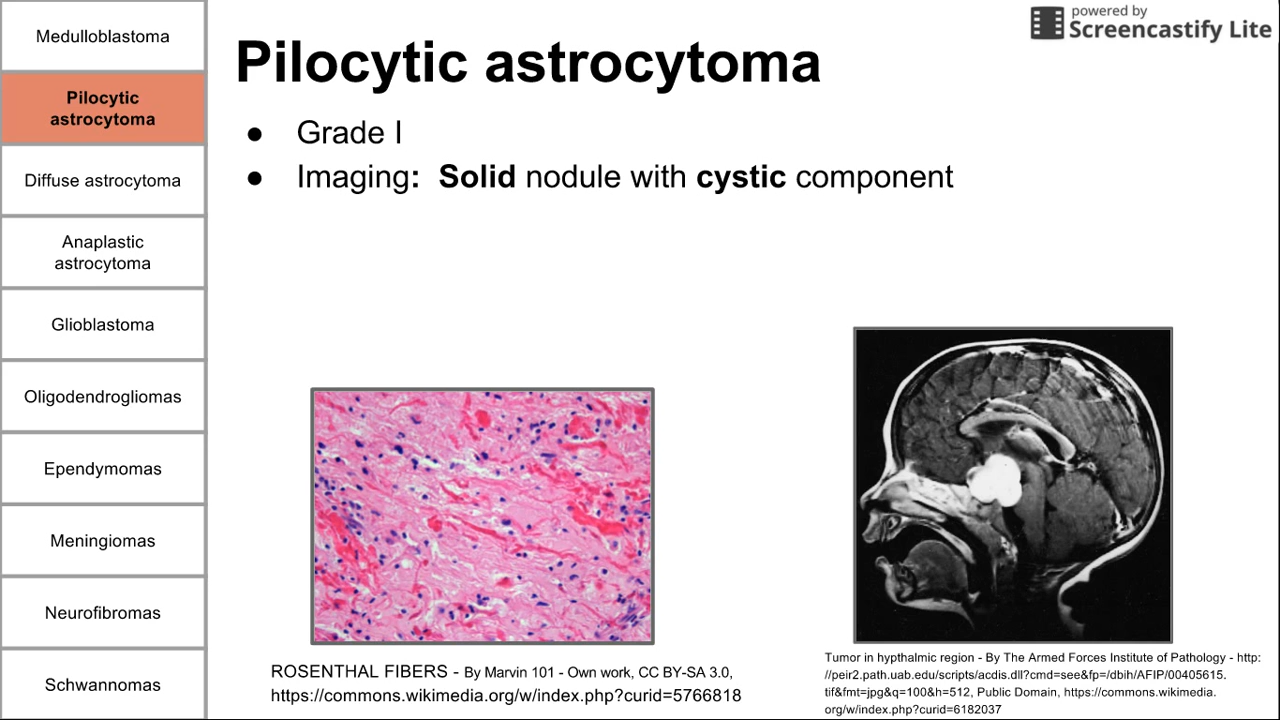 powered by
Screencastify Lite
Medulloblastoma
Pilocytic
astrocytoma
Diffuse astrocytoma
Anaplastic
astrocytoma
Glioblastoma
Oligodendrogliomas
Ependymomas
Meningiomas
Neurofibromas
Schwannomas
Pilocytic astrocytoma
● Grade I
● Imaging: Solid nodule with cystic component
ROSENTHAL FIBERS - By Marvin 101 - Own work, CC BY-SA 3.0,
https://commons.wikimedia.org/w/index.php?curid=5766818
Tumor in hypthalmic region - By The Armed Forces Institute of Pathology - http:
//peir2.path.uab.edu/scripts/acdis.dll?cmd=see&fp=/dbih/AFIP/00405615.
tif&fmt=jpg&q=100&h=512, Public Domain, https://commons.wikimedia.
org/w/index.php?curid=6182037